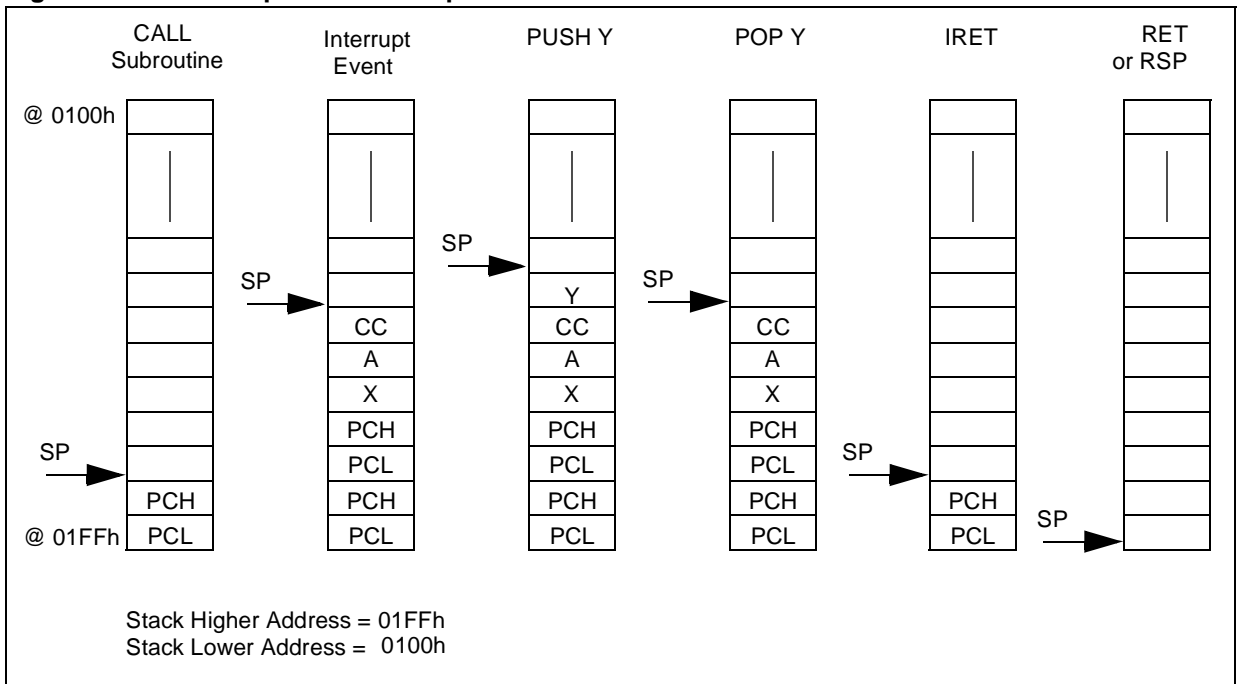 CALL
Subroutine
Interrupt
Event
PUSH Y
POP Y
IRET
RET
or RSP
@ 0100h
SP
SP
SP
Y
CC
CC
CC
A
A
A
X
X
X
PCH
PCH
PCH
SP
SP
PCL
PCL
PCL
PCH
PCH
PCH
PCH
PCH
SP
@ 01FFh
PCL
PCL
PCL
PCL
PCL
Stack Higher Address = 01FFh
Stack Lower Address = 0100h